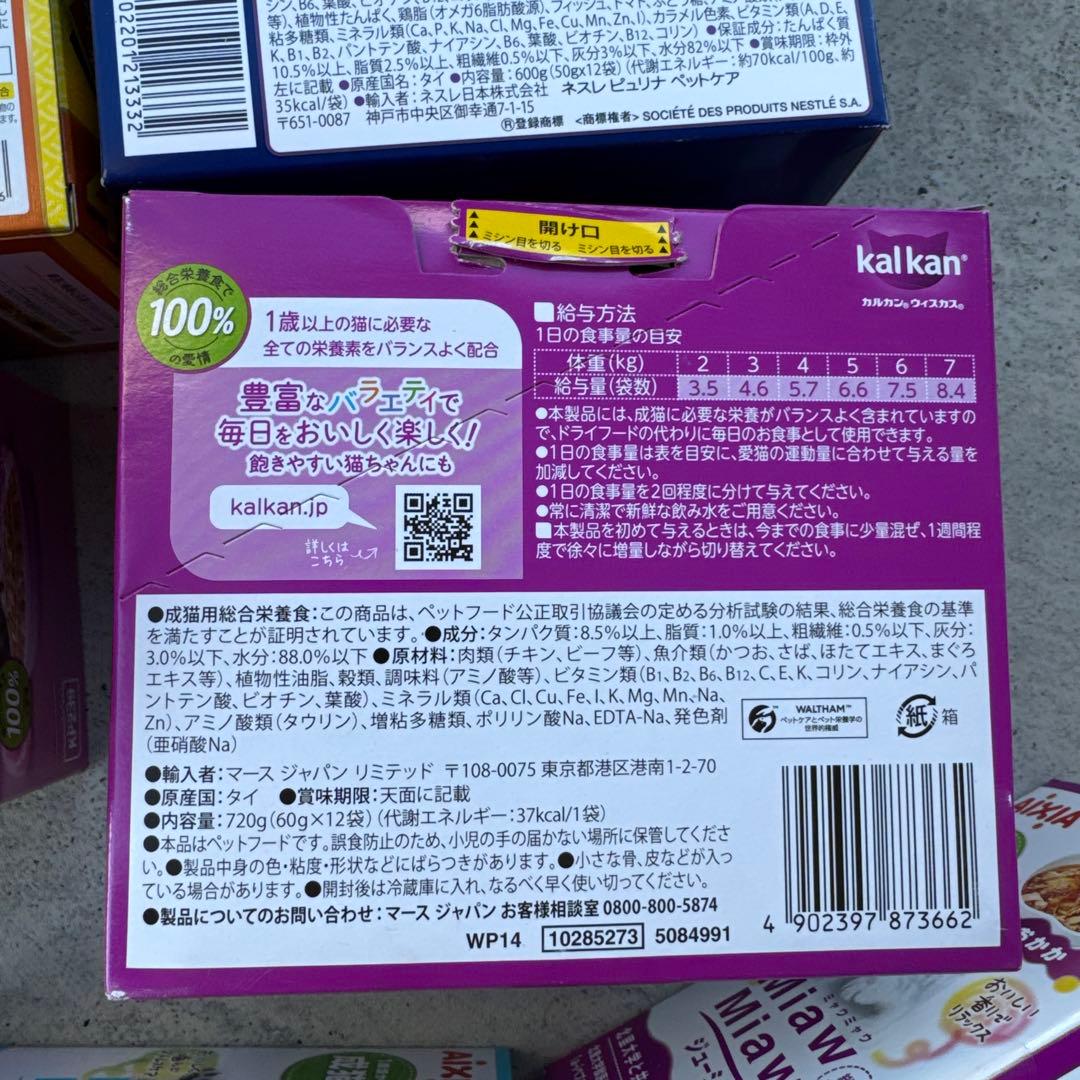 0202012 13332
シン、B6、葉酸、ビオチン、B12
等)、植物性たんぱく、鶏脂(オメガ6脂肪酸源)、フィッシュ、トマト、ぶどう糖
粘多糖類、ミネラル類(Ca,P,K,Na,Cl,Mg,Fe,Cu,Mn,Zn,I)、カラメル色素、ビタミン類(A,D,E,
K,B1,B2、パントテン酸、ナイアシン、B6、葉酸、ビオチン、B12、コリン) ●保証成分:たんぱく質
10.5%以上、脂質2.5%以上、粗繊維0.5%以下、灰分3%以下、水分82%以下 ●賞味期限:枠外
左に記載 ●原産国名:タイ ●内容量:600g(50g×12袋)(代謝エネルギー:約70kcal/100g、約
35kcal/袋) ●輸入者:ネスレ日本株式会社 ネスレ ピュリナ ペットケア
〒651-0087 神戸市中央区御幸通7-1-15
Ⓡ登録商標 <商標権者> SOCIÉTÉ DES PRODUITS NESTLÉ S.A.
開け口
ミシン目を切る ミシン目を切る
kal kan®
カルカン® ウィスカス®
総合栄養食で
100%
の愛情
1歳以上の猫に必要な
全ての栄養素をバランスよく配合
豊富なバラエティで
毎日をおいしく楽しく!
飽きやすい猫ちゃんにも
kalkan.jp
詳しくは
こちら
■給与方法
1日の食事量の目安
体重(kg) 2 3 4 5 6 7
給与量(袋数) 3.5 4.6 5.7 6.6 7.5 8.4
●本製品には、成猫に必要な栄養がバランスよく含まれていますの
で、ドライフードの代わりに毎日のお食事として使用できます。
●1日の食事量は表を目安に、愛猫の運動量に合わせて与える量を
加減してください。
●1日の食事量を2回程度に分けて与えてください。
●常に清潔で新鮮な飲み水をご用意ください。
■本製品を初めて与えるときは、今までの食事に少量混ぜ、1週間程
度で徐々に増量しながら切り替えてください。
●成猫用総合栄養食:この商品は、ペットフード公正取引協議会の定める分析試験の結果、総合栄養食の基準
を満たすことが証明されています。●成分:タンパク質:8.5%以上、脂質:1.0%以上、粗繊維:0.5%以下、灰分:
3.0%以下、水分:88.0%以下 ●原材料:肉類(チキン、ビーフ等)、魚介類(かつお、さば、ほたてエキス、まぐろ
エキス等)、植物性油脂、穀類、調味料(アミノ酸等)、ビタミン類(B1、B2、B6、B12、C、E、K、コリン、ナイアシン、パ
ントテン酸、ビオチン、葉酸)、ミネラル類(Ca、Cl、Cu、Fe、I、K、Mg、Mn、Na、
Zn)、アミノ酸類(タウリン)、増粘多糖類、ポリリン酸Na、EDTA-Na、発色剤
(亜硝酸Na)
WALTHAM™
ペットケアとペット栄養学の
世界的権威
紙 箱
●輸入者:マース ジャパン リミテッド 〒108-0075 東京都港区港南1-2-70
●原産国:タイ ●賞味期限:天面に記載
●内容量:720g(60g×12袋)(代謝エネルギー:37kcal/1袋)
●本品はペットフードです。誤食防止のため、小児の手の届かない場所に保管してくださ
い。●製品中身の色・粘度・形状などにばらつきがあります。●小さな骨、皮などが入っ
ている場合があります。●開封後は冷蔵庫に入れ、なるべく早く使い切ってください。
●製品についてのお問い合わせ:マース ジャパン お客様相談室 0800-800-5874
WP14 10285273 5084991
4 902397 873662
100%
AIXIA
おかか
おいしい
香りで
リラックス
Miaw
Miaw
ミャウミャウ
ジューシー
AIX